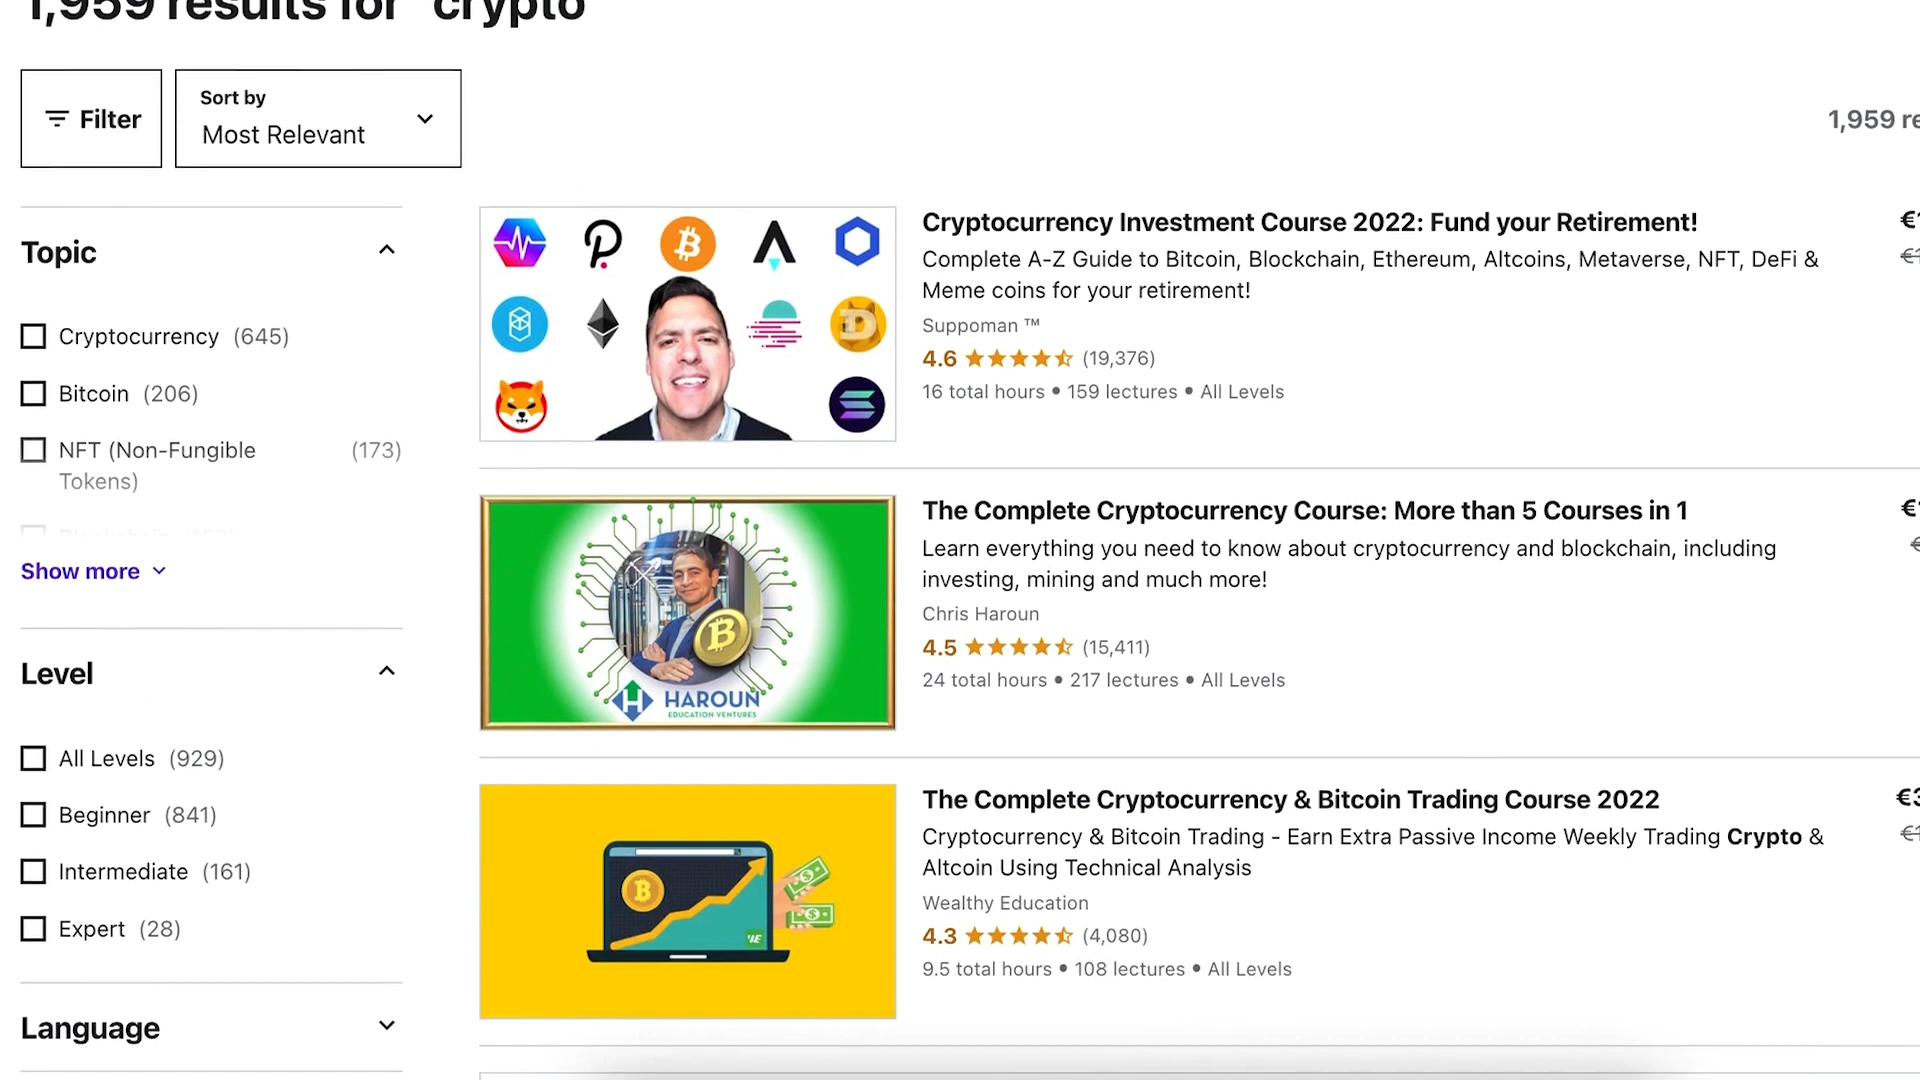 1,959 results for "crypto"
Filter
Sort by
Most Relevant
1,959 re
Topic
Cryptocurrency (645)
Bitcoin (206)
NFT (Non-Fungible (173)
Tokens)
Show more
Level
All Levels (929)
Beginner (841)
Intermediate (161)
Expert (28)
Language
Cryptocurrency Investment Course 2022: Fund your Retirement!
Complete A-Z Guide to Bitcoin, Blockchain, Ethereum, Altcoins, Metaverse, NFT, DeFi &
Meme coins for your retirement!
Suppoman ™
4.6 (19,376)
16 total hours • 159 lectures • All Levels
HAROUN
EDUCATION VENTURES
The Complete Cryptocurrency Course: More than 5 Courses in 1
Learn everything you need to know about cryptocurrency and blockchain, including
investing, mining and much more!
Chris Haroun
4.5 (15,411)
24 total hours • 217 lectures • All Levels
The Complete Cryptocurrency & Bitcoin Trading Course 2022
Cryptocurrency & Bitcoin Trading - Earn Extra Passive Income Weekly Trading Crypto &
Altcoin Using Technical Analysis
Wealthy Education
4.3 (4,080)
9.5 total hours • 108 lectures • All Levels